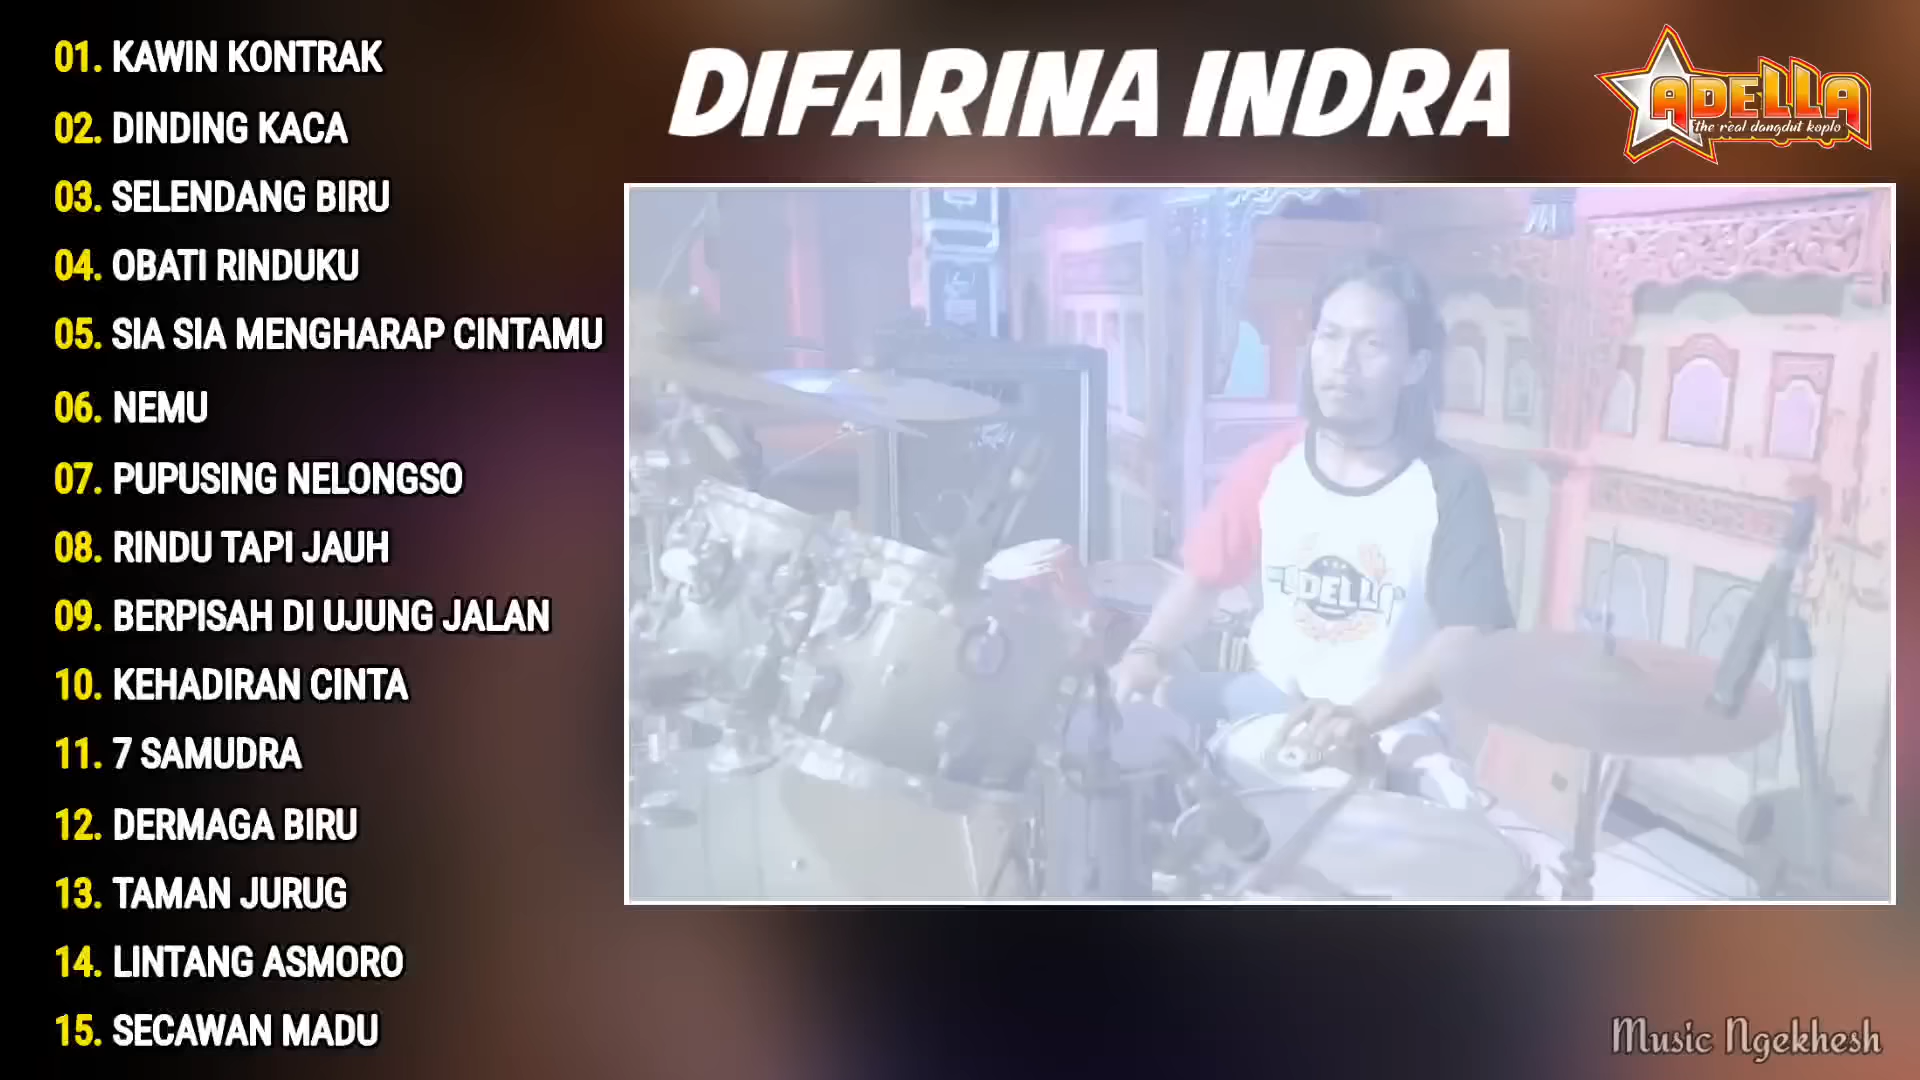 01. KAWIN KONTRAK
02. DINDING KACA
03. SELENDANG BIRU
04. OBATI RINDUKU
05. SIA SIA MENGHARAP CINTAMU
06. NEMU
07. PUPUSING NELONGSO
08. RINDU TAPI JAUH
09. BERPISAH DI UJUNG JALAN
10. KEHADIRAN CINTA
11. 7 SAMUDRA
12. DERMAGA BIRU
13. TAMAN JURUG
14. LINTANG ASMORO
15. SECAWAN MADU
DIFARINA INDRA
ADELLA
the real dangdut koplo
ADELLA
Music Ngekhesh